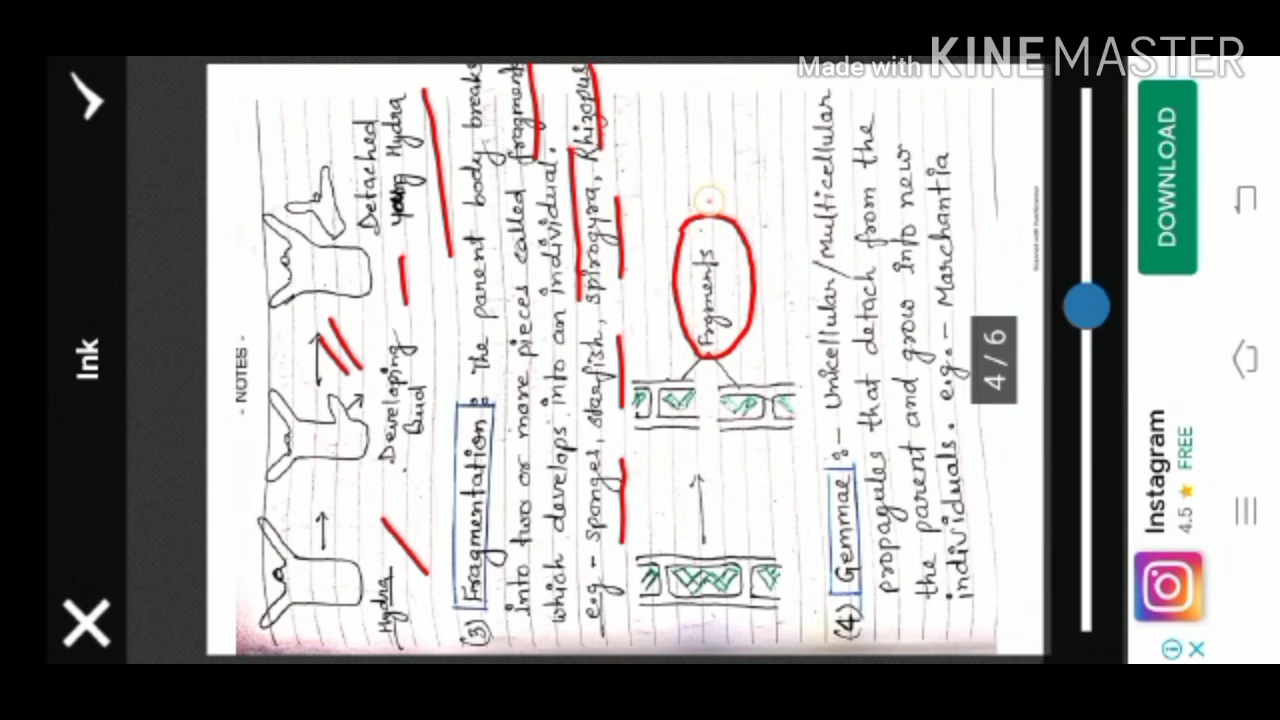 Made with KINEMASTER
Ink
- NOTES -
Hydra
Developing
Bud
Detached
young Hydra
(3) Fragmentation : The parent body breaks
into two or more pieces called fragments
which develops into an individual.
e.g - sponges, starfish, spirogyra, Rhizopus
Fragments
(4) Gemmae :- Unicellular/multicellular
propagules that detach from the
the parent and grow into new
individuals. e.g.- Marchantia
4 / 6
Instagram
4.5 ★ FREE
DOWNLOAD